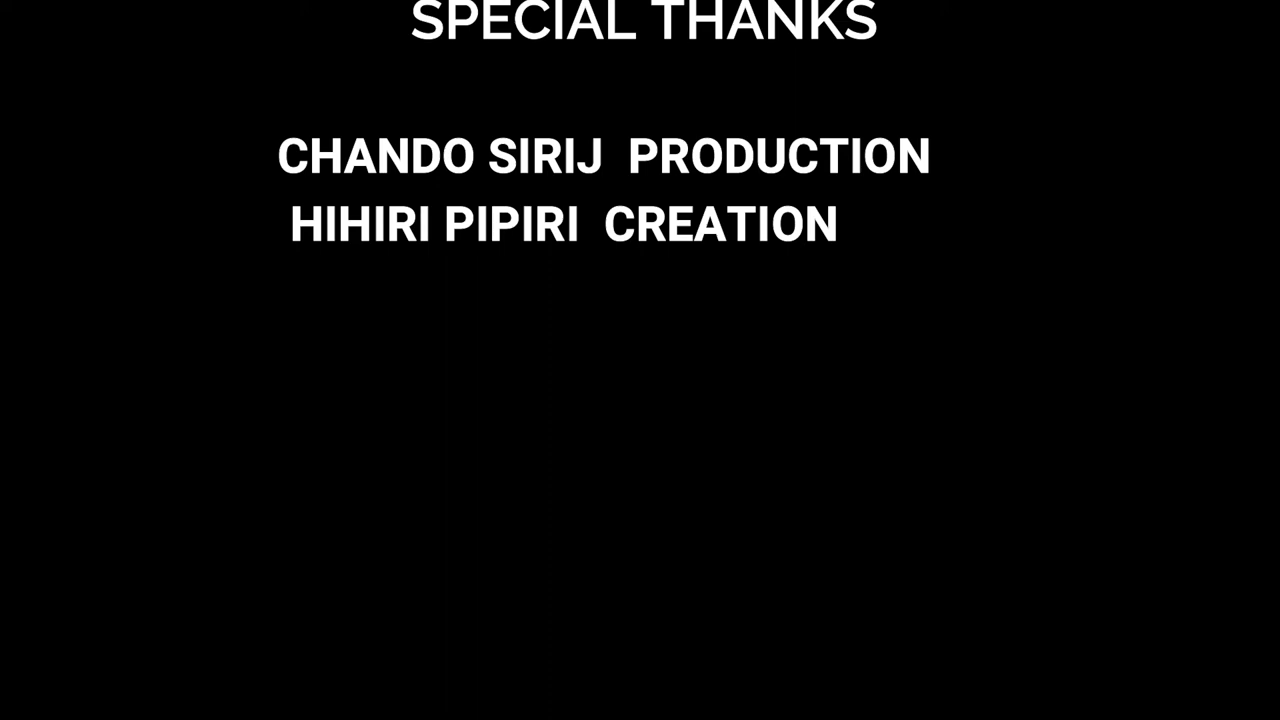 SPECIAL THANKS
CHANDO SIRIJ  PRODUCTION
HIHIRI PIPIRI  CREATION